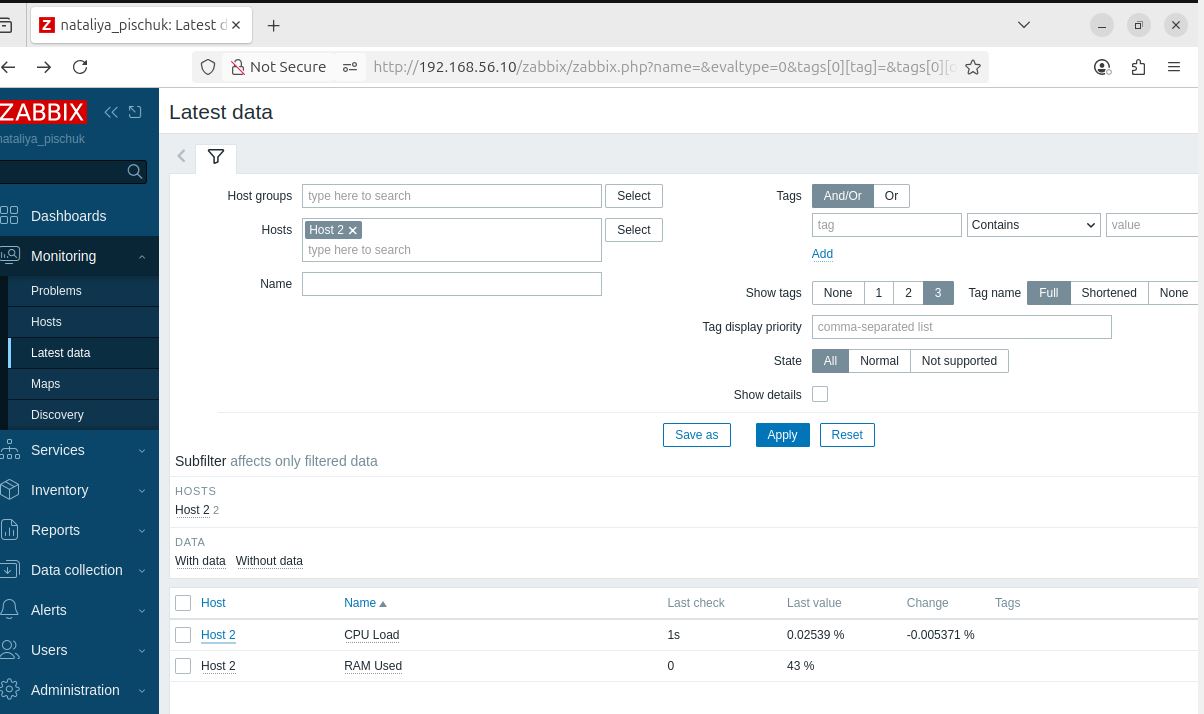 nataliya_pischuk: Latest d
Not Secure
http://192.168.56.10/zabbix/zabbix.php?name=&evaltype=0&tags[0][tag]=&tags[0][
ZABBIX
nataliya_pischuk
Dashboards
Monitoring
Problems
Hosts
Latest data
Maps
Discovery
Services
Inventory
Reports
Data collection
Alerts
Users
Administration
Latest data
Host groups type here to search Select
Hosts Host 2 type here to search Select
Name
Tags And/Or Or
tag Contains value
Add
Show tags None 1 2 3 Tag name Full Shortened None
Tag display priority comma-separated list
State All Normal Not supported
Show details
Save as Apply Reset
Subfilter affects only filtered data
HOSTS
Host 2 2
DATA
With data Without data
Host Name Last check Last value Change Tags
Host 2 CPU Load 1s 0.02539 % -0.005371 %
Host 2 RAM Used 0 43 %